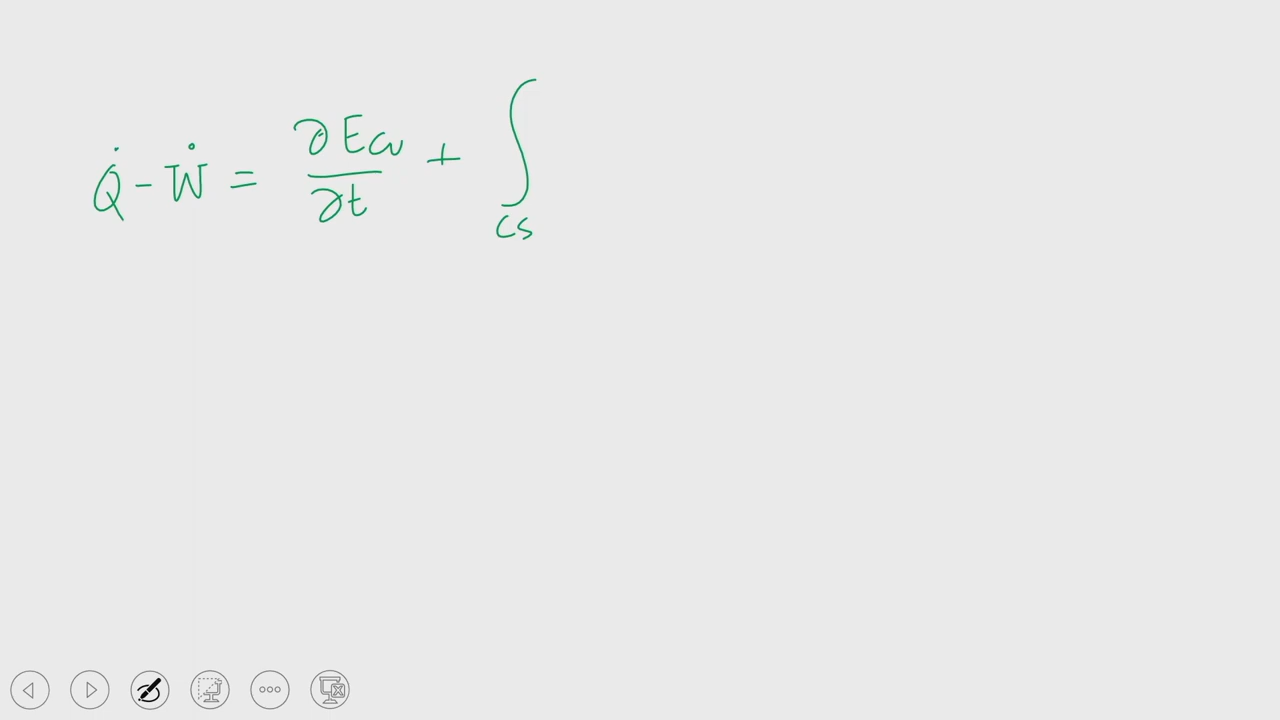 Q̇ - Ẇ = ∂E_CV/∂t + ∫_CS